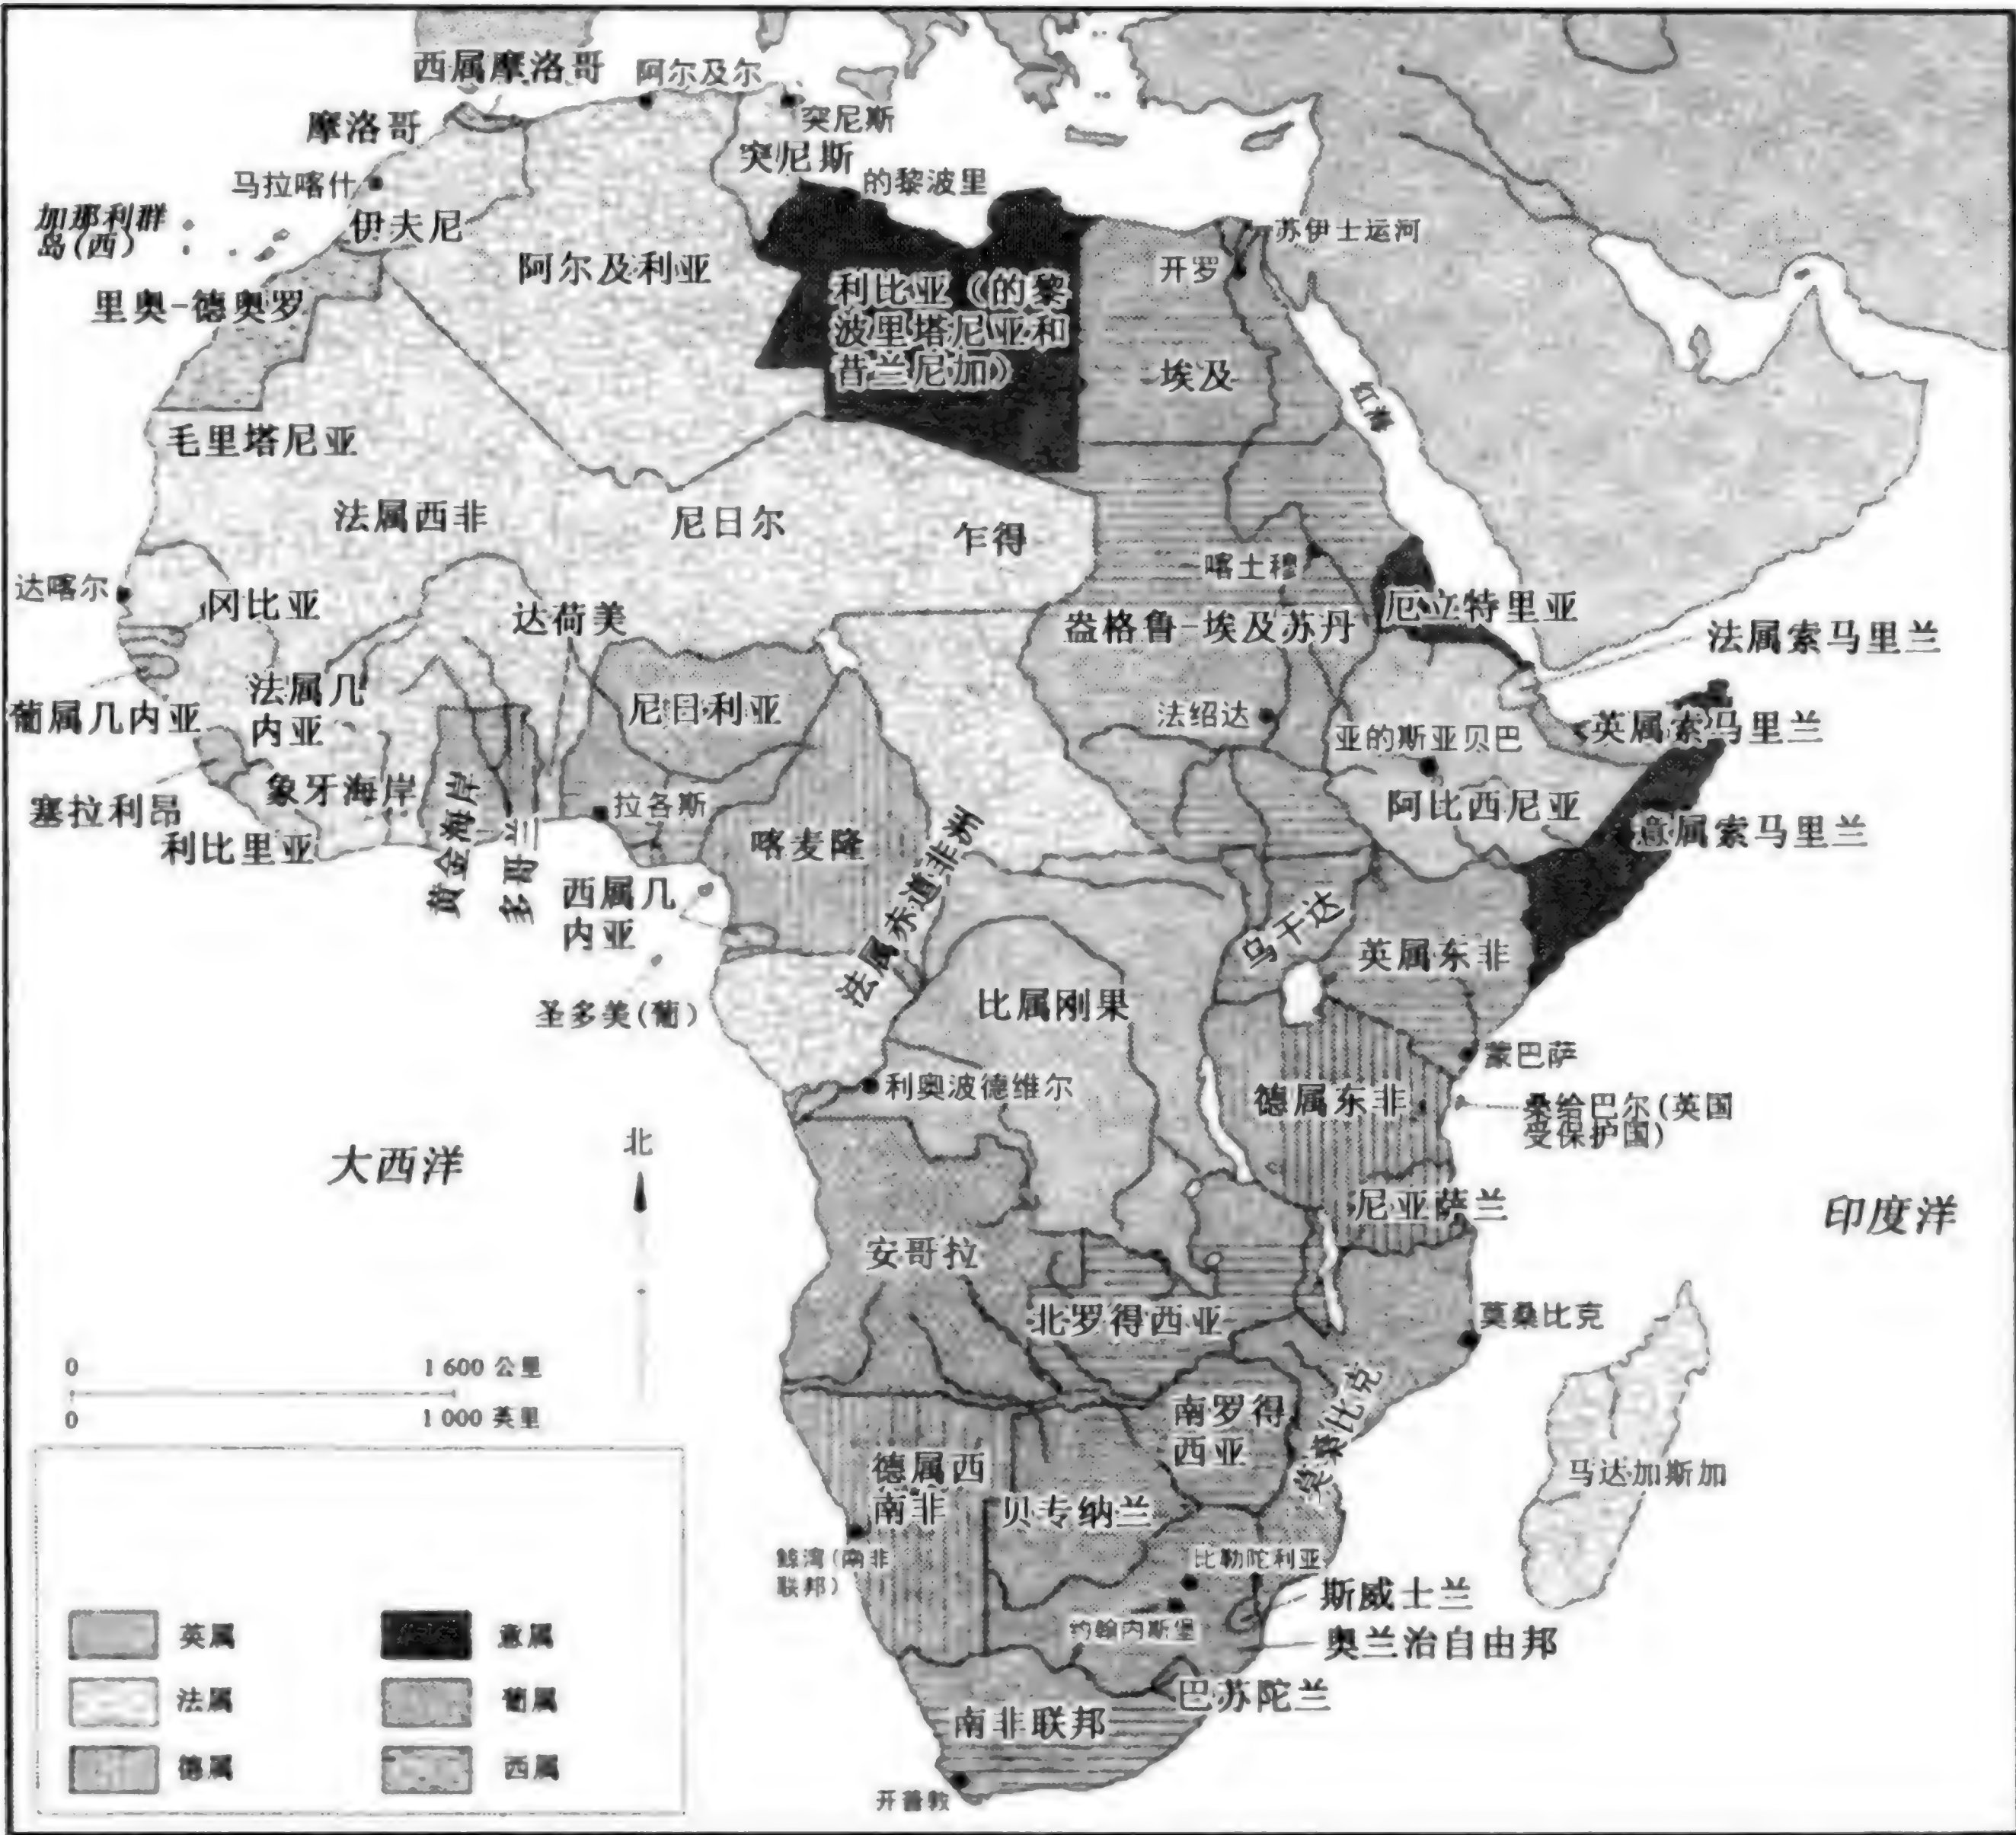 西属摩洛哥
阿尔及尔
摩洛哥
突尼斯
突尼斯
马拉喀什
的黎波里
加那利群
岛(西)
伊夫尼
苏伊士运河
阿尔及利亚
开罗
里奥-德奥罗
利比亚(的黎
波里塔尼亚和
昔兰尼加)
埃及
红海
毛里塔尼亚
法属西非
尼日尔
乍得
喀土穆
达喀尔
冈比亚
达荷美
盎格鲁-埃及苏丹
厄立特里亚
法属索马里兰
葡属几内亚
法属几
内亚
尼日利亚
法绍达
亚的斯亚贝巴
英属索马里兰
塞拉利昂
象牙海岸
黄金海岸
多哥兰
拉各斯
阿比西尼亚
利比里亚
喀麦隆
意属索马里兰
西属几
内亚
法属赤道非洲
乌干达
英属东非
圣多美(葡)
比属刚果
蒙巴萨
利奥波德维尔
德属东非
桑给巴尔(英国
受保护国)
大西洋
北
尼亚萨兰
印度洋
安哥拉
北罗得西亚
莫桑比克
0 1 600 公里
0 1 000 英里
南罗得
西亚
莫桑比克
德属西
南非
贝专纳兰
马达加斯加
鲸湾(南非
联邦)
比勒陀利亚
斯威士兰
约翰内斯堡
奥兰治自由邦
巴苏陀兰
南非联邦
开普敦
英属
意属
法属
葡属
德属
西属